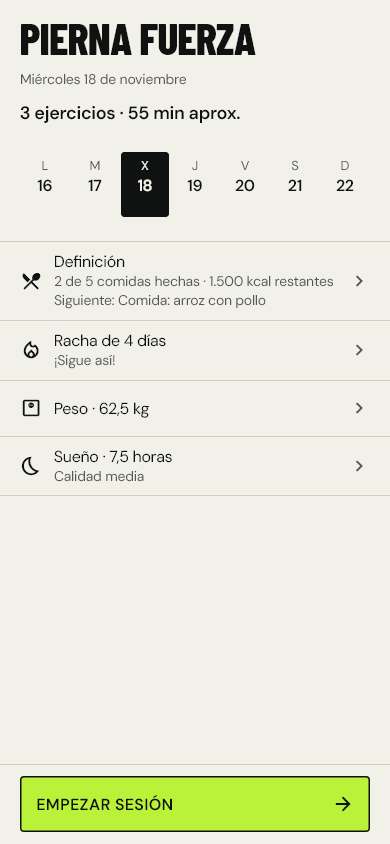 PIERNA FUERZA
Miércoles 18 de noviembre
3 ejercicios · 55 min aprox.
L M X J V S D
16 17 18 19 20 21 22
Definición
2 de 5 comidas hechas · 1.500 kcal restantes
Siguiente: Comida: arroz con pollo
Racha de 4 días
¡Sigue así!
Peso · 62,5 kg
Sueño · 7,5 horas
Calidad media
EMPEZAR SESIÓN